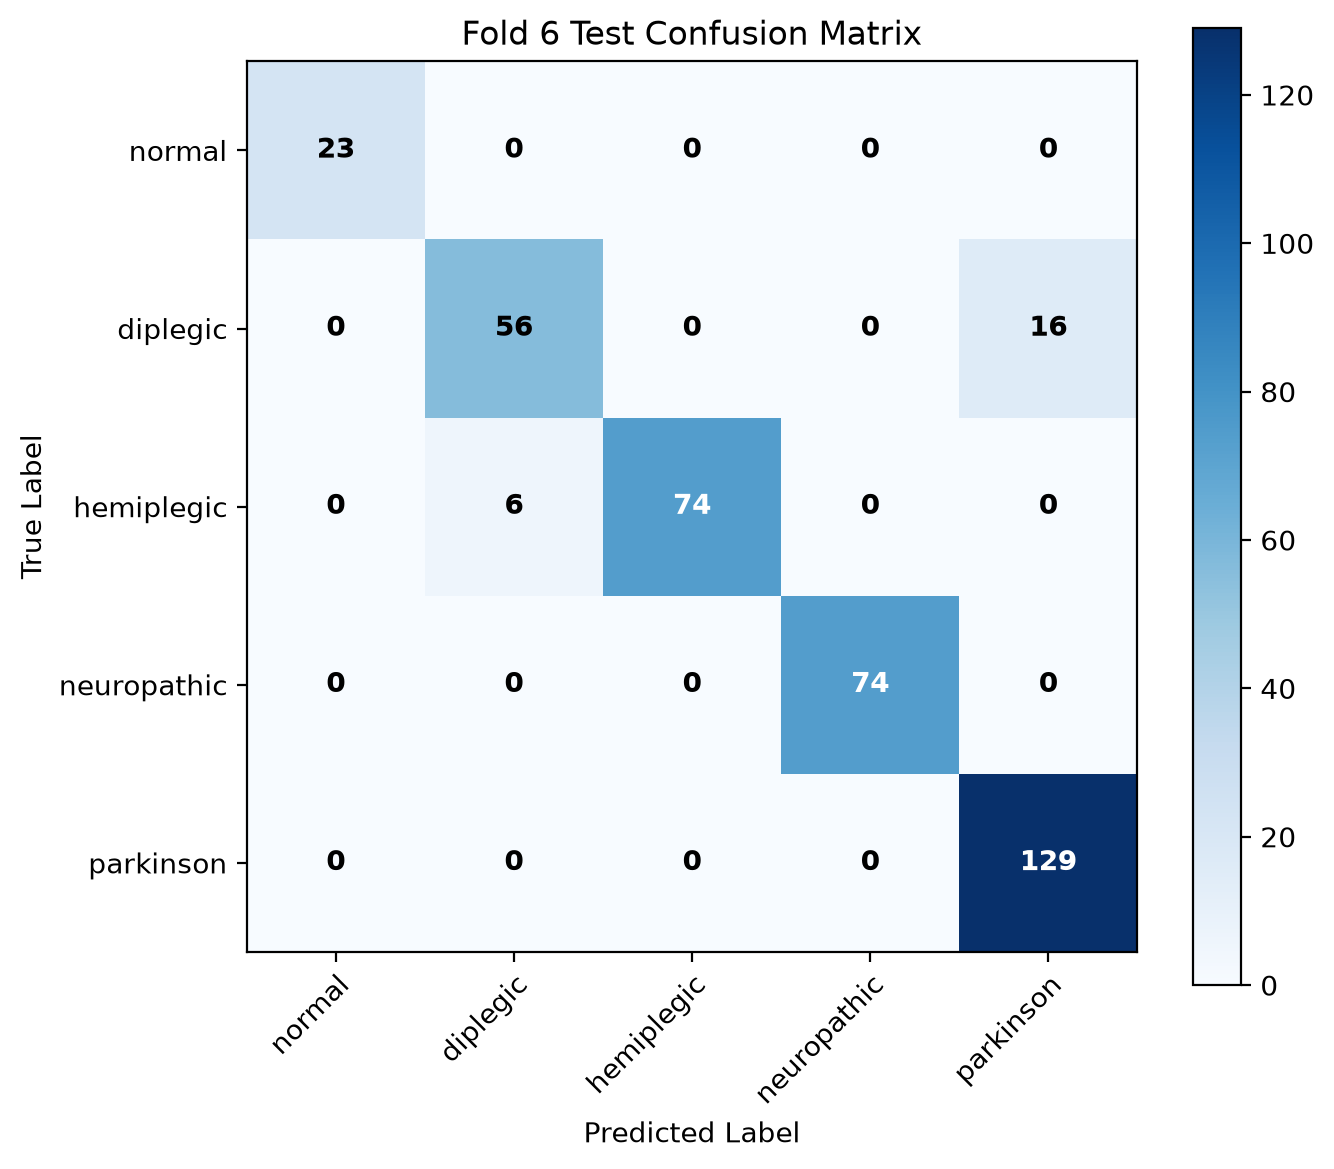 Fold 6 Test Confusion Matrix
True Label
normal 23 0 0 0 0
diplegic 0 56 0 0 16
hemiplegic 0 6 74 0 0
neuropathic 0 0 0 74 0
parkinson 0 0 0 0 129
normal
diplegic
hemiplegic
neuropathic
parkinson
Predicted Label
120
100
80
60
40
20
0